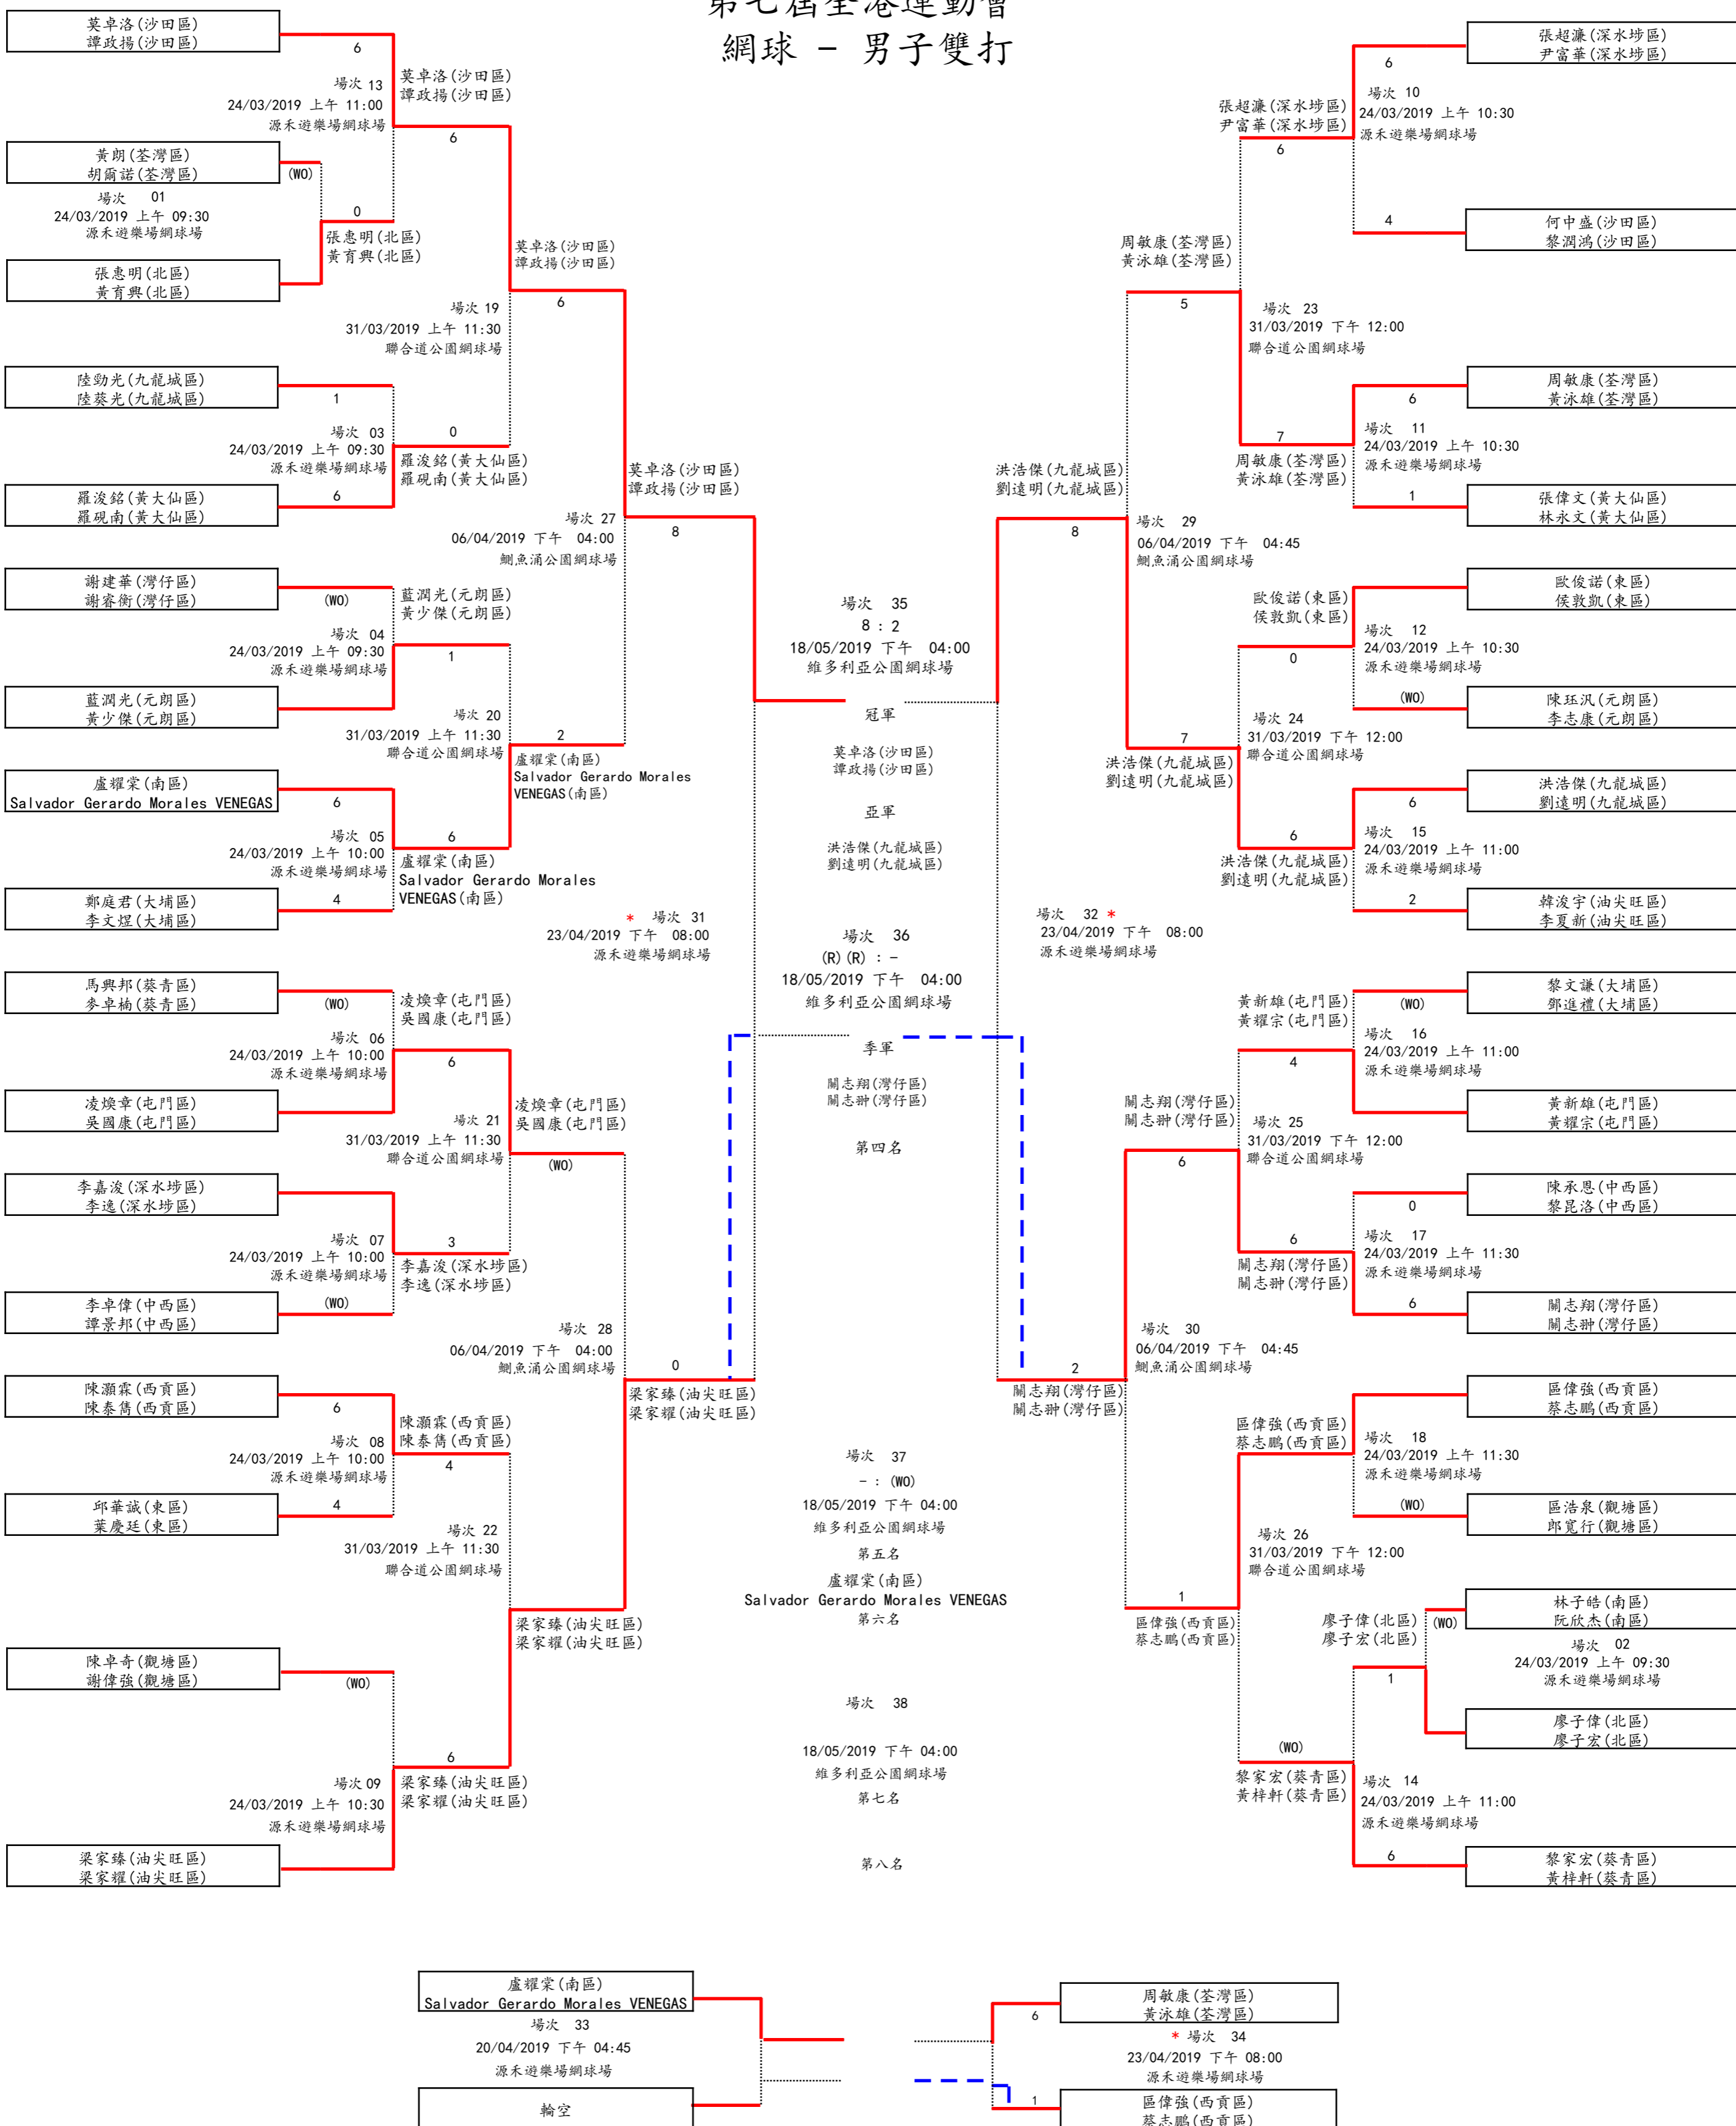 第七屆全港運動會
網球 - 男子雙打
莫卓洛(沙田區)
譚政揚(沙田區)
6
場次 13
24/03/2019 上午 11:00
源禾遊樂場網球場
莫卓洛(沙田區)
譚政揚(沙田區)
6
黃朗(荃灣區)
胡爾諾(荃灣區)
(WO)
場次 01
24/03/2019 上午 09:30
源禾遊樂場網球場
0
張惠明(北區)
黃育興(北區)
張惠明(北區)
黃育興(北區)
莫卓洛(沙田區)
譚政揚(沙田區)
6
場次 19
31/03/2019 上午 11:30
聯合道公園網球場
陸勁光(九龍城區)
陸葵光(九龍城區)
1
場次 03
24/03/2019 上午 09:30
源禾遊樂場網球場
0
羅浚銘(黃大仙區)
羅硯南(黃大仙區)
羅浚銘(黃大仙區)
羅硯南(黃大仙區)
6
莫卓洛(沙田區)
譚政揚(沙田區)
8
場次 27
06/04/2019 下午 04:00
鰂魚涌公園網球場
謝建華(灣仔區)
謝睿衡(灣仔區)
(WO)
場次 04
24/03/2019 上午 09:30
源禾遊樂場網球場
藍潤光(元朗區)
黃少傑(元朗區)
1
藍潤光(元朗區)
黃少傑(元朗區)
場次 20
31/03/2019 上午 11:30
聯合道公園網球場
2
盧耀棠(南區)
Salvador Gerardo Morales
VENEGAS(南區)
盧耀棠(南區)
Salvador Gerardo Morales VENEGAS
6
場次 05
24/03/2019 上午 10:00
源禾遊樂場網球場
6
盧耀棠(南區)
Salvador Gerardo Morales
VENEGAS(南區)
鄭庭君(大埔區)
李文煜(大埔區)
4
* 場次 31
23/04/2019 下午 08:00
源禾遊樂場網球場
馬興邦(葵青區)
麥卓楠(葵青區)
(WO)
場次 06
24/03/2019 上午 10:00
源禾遊樂場網球場
凌煥章(屯門區)
吳國康(屯門區)
6
凌煥章(屯門區)
吳國康(屯門區)
場次 21
31/03/2019 上午 11:30
聯合道公園網球場
凌煥章(屯門區)
吳國康(屯門區)
(WO)
李嘉浚(深水埗區)
李逸(深水埗區)
場次 07
24/03/2019 上午 10:00
源禾遊樂場網球場
3
李嘉浚(深水埗區)
李逸(深水埗區)
李卓偉(中西區)
譚景邦(中西區)
(WO)
場次 28
06/04/2019 下午 04:00
鰂魚涌公園網球場
0
梁家臻(油尖旺區)
梁家耀(油尖旺區)
陳灝霖(西貢區)
陳泰雋(西貢區)
6
場次 08
24/03/2019 上午 10:00
源禾遊樂場網球場
陳灝霖(西貢區)
陳泰雋(西貢區)
4
邱華誠(東區)
葉慶廷(東區)
4
場次 22
31/03/2019 上午 11:30
聯合道公園網球場
梁家臻(油尖旺區)
梁家耀(油尖旺區)
陳卓奇(觀塘區)
謝偉強(觀塘區)
(WO)
6
場次 09
24/03/2019 上午 10:30
源禾遊樂場網球場
梁家臻(油尖旺區)
梁家耀(油尖旺區)
梁家臻(油尖旺區)
梁家耀(油尖旺區)
場次 35
8 : 2
18/05/2019 下午 04:00
維多利亞公園網球場
冠軍
莫卓洛(沙田區)
譚政揚(沙田區)
亞軍
洪浩傑(九龍城區)
劉遠明(九龍城區)
場次 36
(R)(R) : -
18/05/2019 下午 04:00
維多利亞公園網球場
季軍
關志翔(灣仔區)
關志翀(灣仔區)
第四名
場次 37
- : (WO)
18/05/2019 下午 04:00
維多利亞公園網球場
第五名
盧耀棠(南區)
Salvador Gerardo Morales VENEGAS
第六名
場次 38
18/05/2019 下午 04:00
維多利亞公園網球場
第七名
第八名
張超濂(深水埗區)
尹富華(深水埗區)
6
場次 10
24/03/2019 上午 10:30
源禾遊樂場網球場
張超濂(深水埗區)
尹富華(深水埗區)
6
何中盛(沙田區)
黎潤鴻(沙田區)
4
周敏康(荃灣區)
黃泳雄(荃灣區)
5
場次 23
31/03/2019 下午 12:00
聯合道公園網球場
周敏康(荃灣區)
黃泳雄(荃灣區)
6
場次 11
24/03/2019 上午 10:30
源禾遊樂場網球場
7
周敏康(荃灣區)
黃泳雄(荃灣區)
張偉文(黃大仙區)
林永文(黃大仙區)
1
洪浩傑(九龍城區)
劉遠明(九龍城區)
8
場次 29
06/04/2019 下午 04:45
鰂魚涌公園網球場
歐俊諾(東區)
侯敦凱(東區)
歐俊諾(東區)
侯敦凱(東區)
0
場次 12
24/03/2019 上午 10:30
源禾遊樂場網球場
(WO)
陳珏汎(元朗區)
李志康(元朗區)
場次 24
31/03/2019 下午 12:00
聯合道公園網球場
7
洪浩傑(九龍城區)
劉遠明(九龍城區)
洪浩傑(九龍城區)
劉遠明(九龍城區)
6
場次 15
24/03/2019 上午 11:00
源禾遊樂場網球場
6
洪浩傑(九龍城區)
劉遠明(九龍城區)
2
韓浚宇(油尖旺區)
李夏新(油尖旺區)
場次 32 *
23/04/2019 下午 08:00
源禾遊樂場網球場
黎文謙(大埔區)
鄧進禮(大埔區)
(WO)
場次 16
24/03/2019 上午 11:00
源禾遊樂場網球場
黃新雄(屯門區)
黃耀宗(屯門區)
4
黃新雄(屯門區)
黃耀宗(屯門區)
關志翔(灣仔區)
關志翀(灣仔區)
6
場次 25
31/03/2019 下午 12:00
聯合道公園網球場
陳承恩(中西區)
黎昆洛(中西區)
0
場次 17
24/03/2019 上午 11:30
源禾遊樂場網球場
6
關志翔(灣仔區)
關志翀(灣仔區)
6
關志翔(灣仔區)
關志翀(灣仔區)
場次 30
06/04/2019 下午 04:45
鰂魚涌公園網球場
2
關志翔(灣仔區)
關志翀(灣仔區)
區偉強(西貢區)
蔡志鵬(西貢區)
區偉強(西貢區)
蔡志鵬(西貢區)
場次 18
24/03/2019 上午 11:30
源禾遊樂場網球場
(WO)
區浩泉(觀塘區)
郎寬行(觀塘區)
場次 26
31/03/2019 下午 12:00
聯合道公園網球場
1
區偉強(西貢區)
蔡志鵬(西貢區)
林子皓(南區)
阮欣杰(南區)
(WO)
場次 02
24/03/2019 上午 09:30
源禾遊樂場網球場
廖子偉(北區)
廖子宏(北區)
1
廖子偉(北區)
廖子宏(北區)
(WO)
黎家宏(葵青區)
黃梓軒(葵青區)
場次 14
24/03/2019 上午 11:00
源禾遊樂場網球場
6
黎家宏(葵青區)
黃梓軒(葵青區)
盧耀棠(南區)
Salvador Gerardo Morales VENEGAS
場次 33
20/04/2019 下午 04:45
源禾遊樂場網球場
輪空
周敏康(荃灣區)
黃泳雄(荃灣區)
6
* 場次 34
23/04/2019 下午 08:00
源禾遊樂場網球場
1
區偉強(西貢區)
蔡志鵬(西貢區)